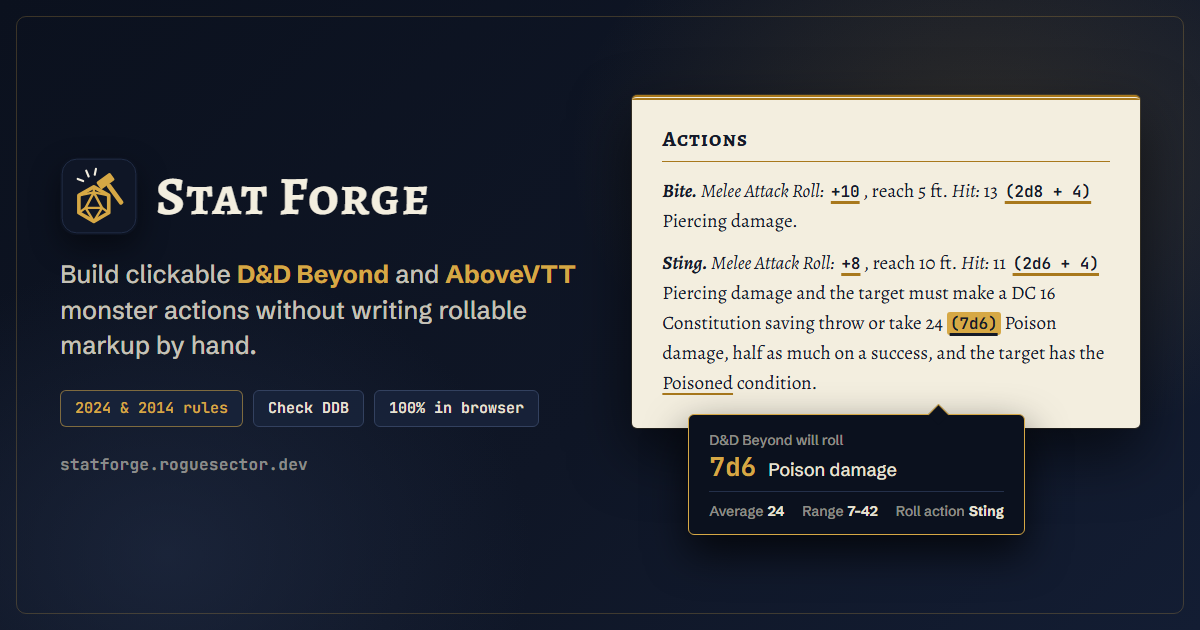 STAT FORGE
Build clickable D&D Beyond and AboveVTT
monster actions without writing rollable
markup by hand.
2024 & 2014 rules
Check DDB
100% in browser
statforge.roguesector.dev
ACTIONS
Bite. Melee Attack Roll: +10 , reach 5 ft. Hit: 13 (2d8 + 4)
Piercing damage.
Sting. Melee Attack Roll: +8 , reach 10 ft. Hit: 11 (2d6 + 4)
Piercing damage and the target must make a DC 16
Constitution saving throw or take 24 (7d6) Poison
damage, half as much on a success, and the target has the
Poisoned condition.
D&D Beyond will roll
7d6 Poison damage
Average 24 Range 7-42 Roll action Sting